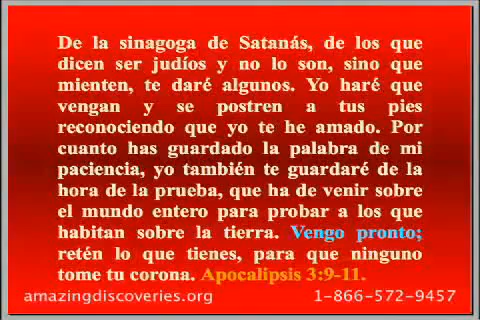 De la sinagoga de Satanás, de los que
dicen ser judíos y no lo son, sino que
mienten, te daré algunos. Yo haré que
vengan y se postren a tus pies
reconociendo que yo te he amado. Por
cuanto has guardado la palabra de mi
paciencia, yo también te guardaré de la
hora de la prueba, que ha de venir sobre
el mundo entero para probar a los que
habitan sobre la tierra. Vengo pronto;
retén lo que tienes, para que ninguno
tome tu corona. Apocalipsis 3:9-11.
amazingdiscoveries.org 1-866-572-9457